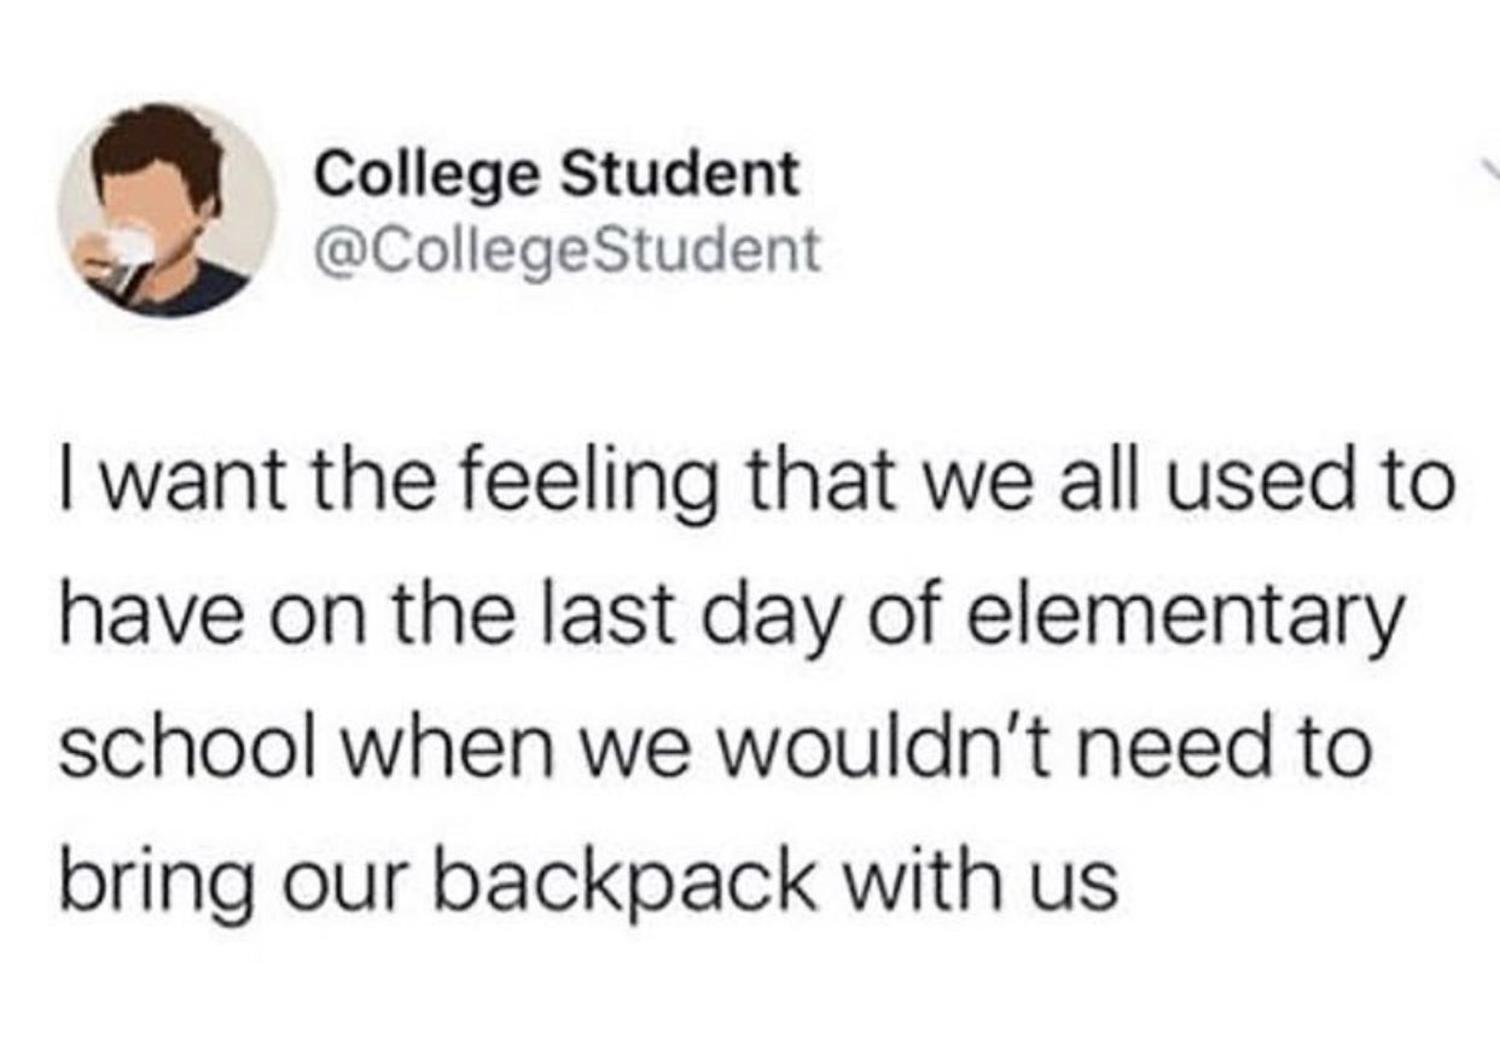 College Student
@CollegeStudent
I want the feeling that we all used to
have on the last day of elementary
school when we wouldn’t need to
bring our backpack with us